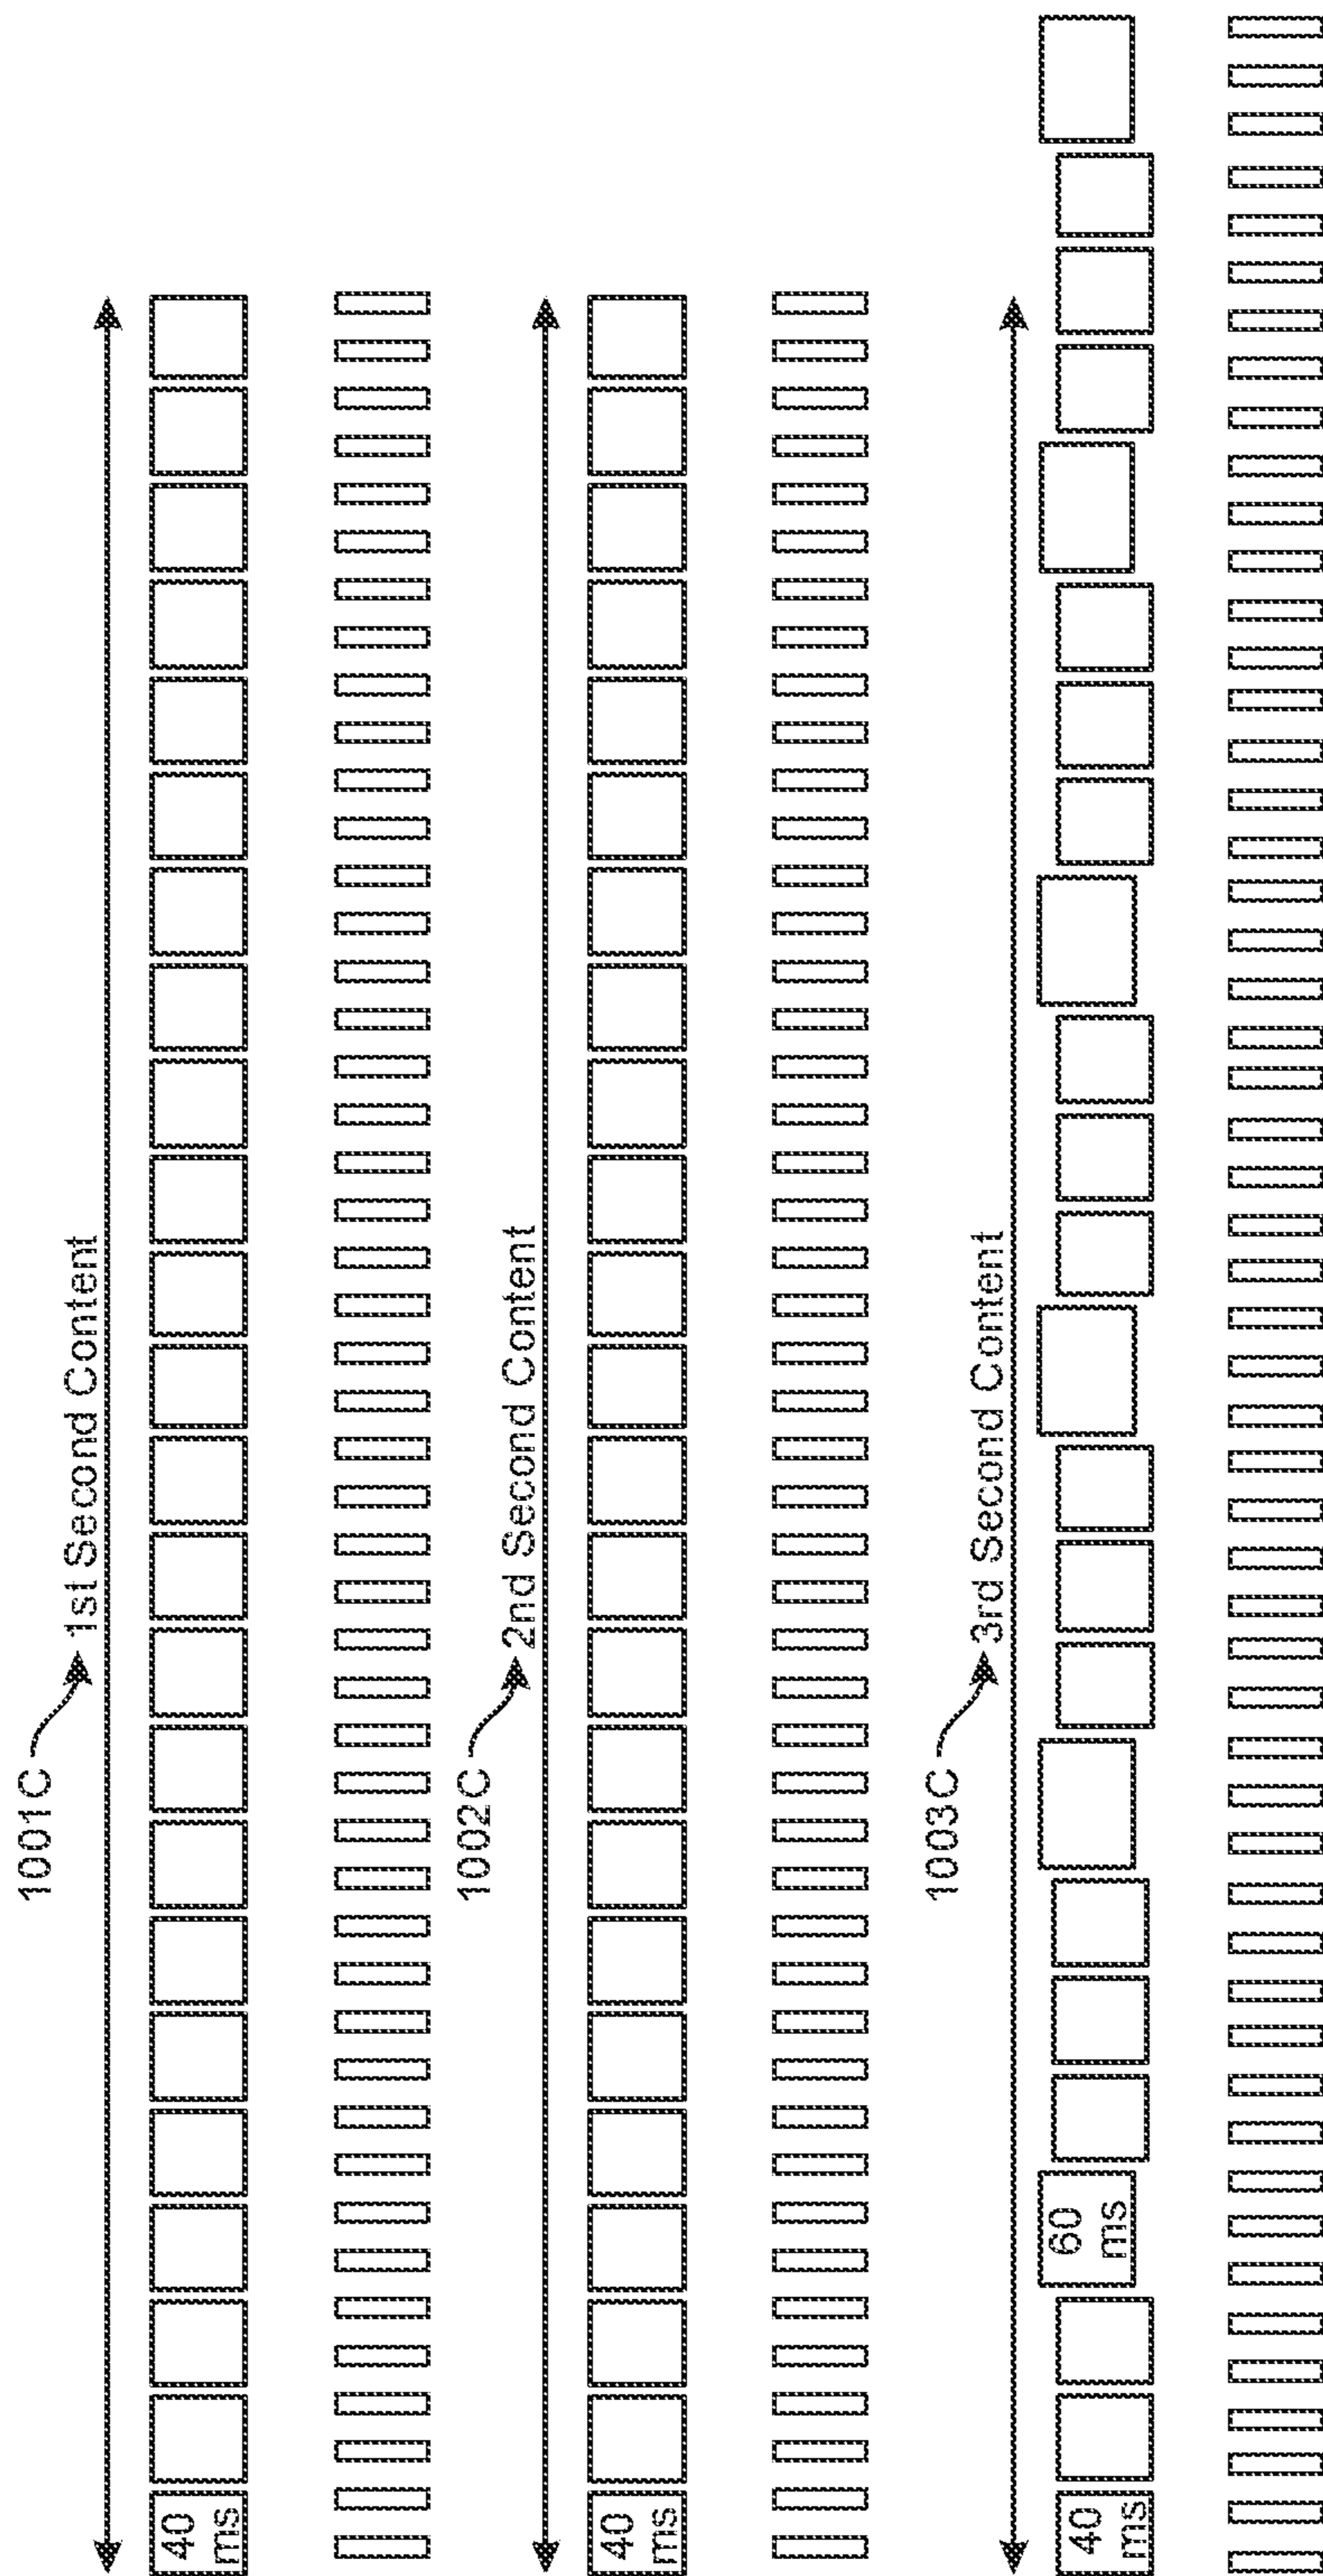 1001C
1st Second Content
40
ms
1002C
2nd Second Content
40
ms
1003C
3rd Second Content
40
ms
60
ms